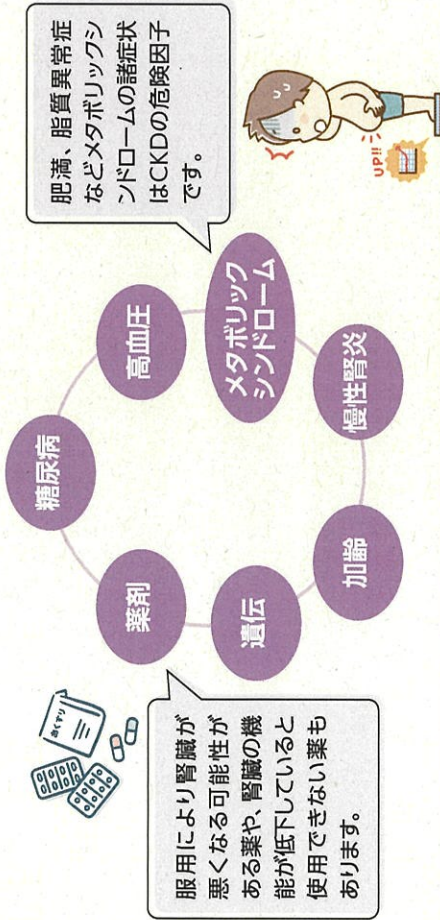 肥満、脂質異常症
などメタボリックシ
ンドロームの諸症状
はCKDの危険因子
です。
糖尿病
高血圧
メタボリック
シンドローム
慢性腎炎
加齢
遺伝
薬剤
UP!!
おくすり
服用により腎臓が
悪くなる可能性が
ある薬や、腎臓の機
能が低下していると
使用できない薬も
あります。